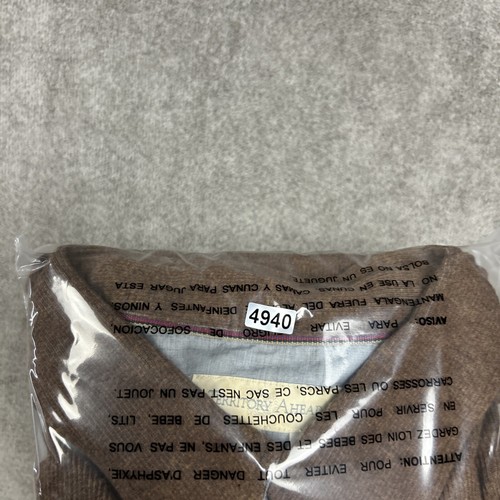 4940
ATTENTION: POUR EVITER TOUT DANGER D'ASPHYXIE,
GARDEZ LOIN DES BEBES ET DES ENFANTS, NE PAS VOUS
EN SERVIR POUR LES COUCHETTES DE BEBE, LITS,
CARROSSES OU LES PARCS, CE SAC NEST PAS UN JOUET.
AVISO: PARA EVITAR DE SOFOCACION,
MANTENGALA FUERA DEL DEINFANTES Y NINOS
NO LA USE EN CUNAS, CAMAS Y CUNAS PARA JUGAR ESTA
BOLSA NO ES UN JUGUETE